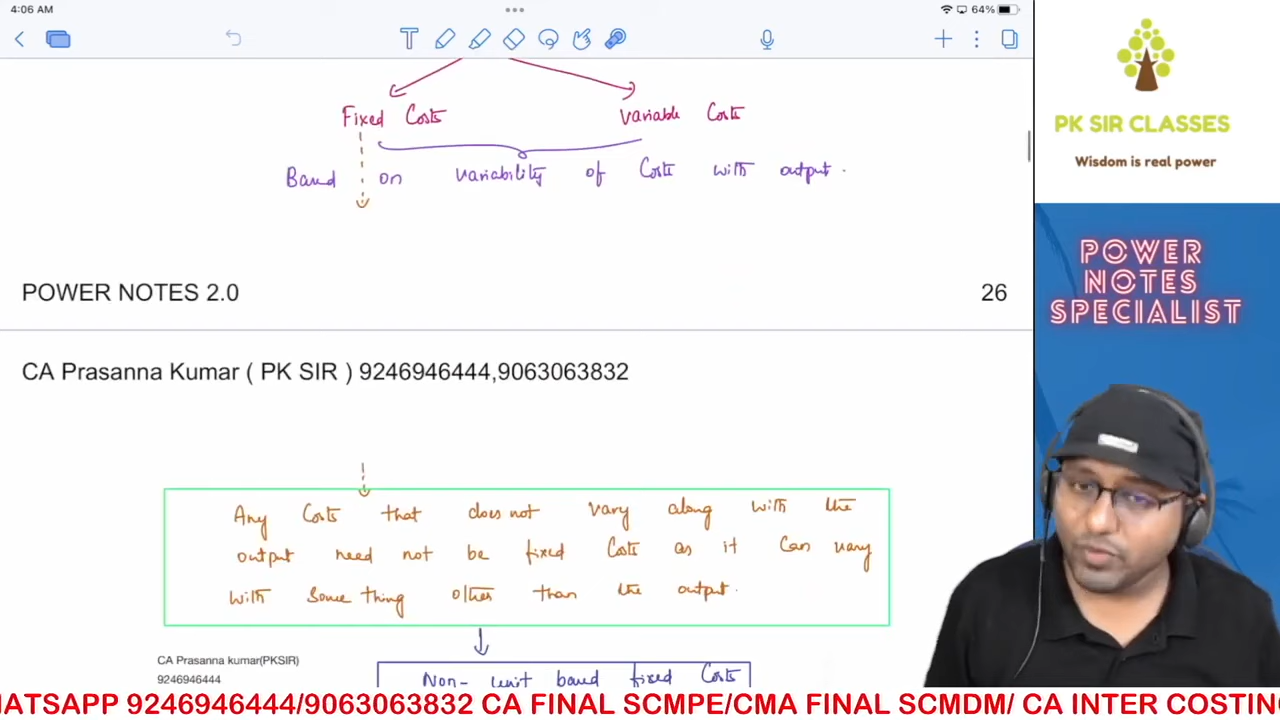 4:06 AM
64%
T
Fixed Costs
Variable Costs
Based on variability of Costs with output.
POWER NOTES 2.0
26
CA Prasanna Kumar ( PK SIR ) 9246946444,9063063832
Any Costs that does not vary along with the
output need not be fixed Costs as it Can vary
with Some thing other than the output.
CA Prasanna kumar(PKSIR)
9246946444
Non- unit based fixed Costs
PK SIR CLASSES
Wisdom is real power
POWER
NOTES
SPECIALIST
HATSAPP 9246946444/9063063832 CA FINAL SCMPE/CMA FINAL SCMDM/ CA INTER COSTING